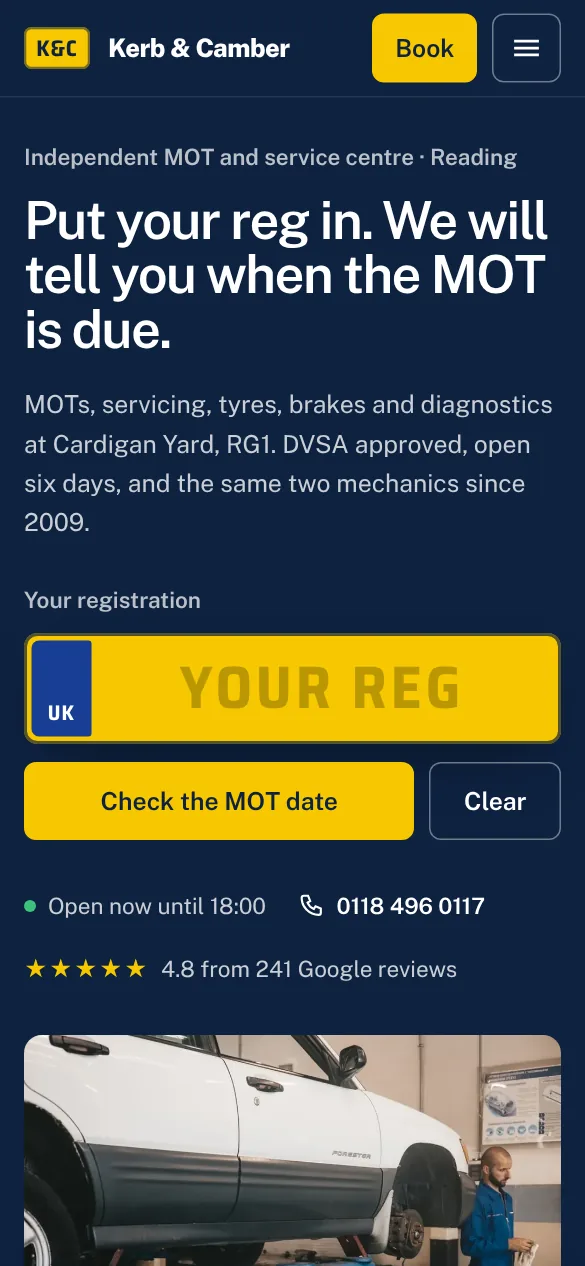 K&C Kerb & Camber Book
Independent MOT and service centre · Reading
Put your reg in. We will
tell you when the MOT
is due.
MOTs, servicing, tyres, brakes and diagnostics
at Cardigan Yard, RG1. DVSA approved, open
six days, and the same two mechanics since
2009.
Your registration
UK YOUR REG
Check the MOT date Clear
Open now until 18:00 0118 496 0117
★★★★★ 4.8 from 241 Google reviews
FORESTER